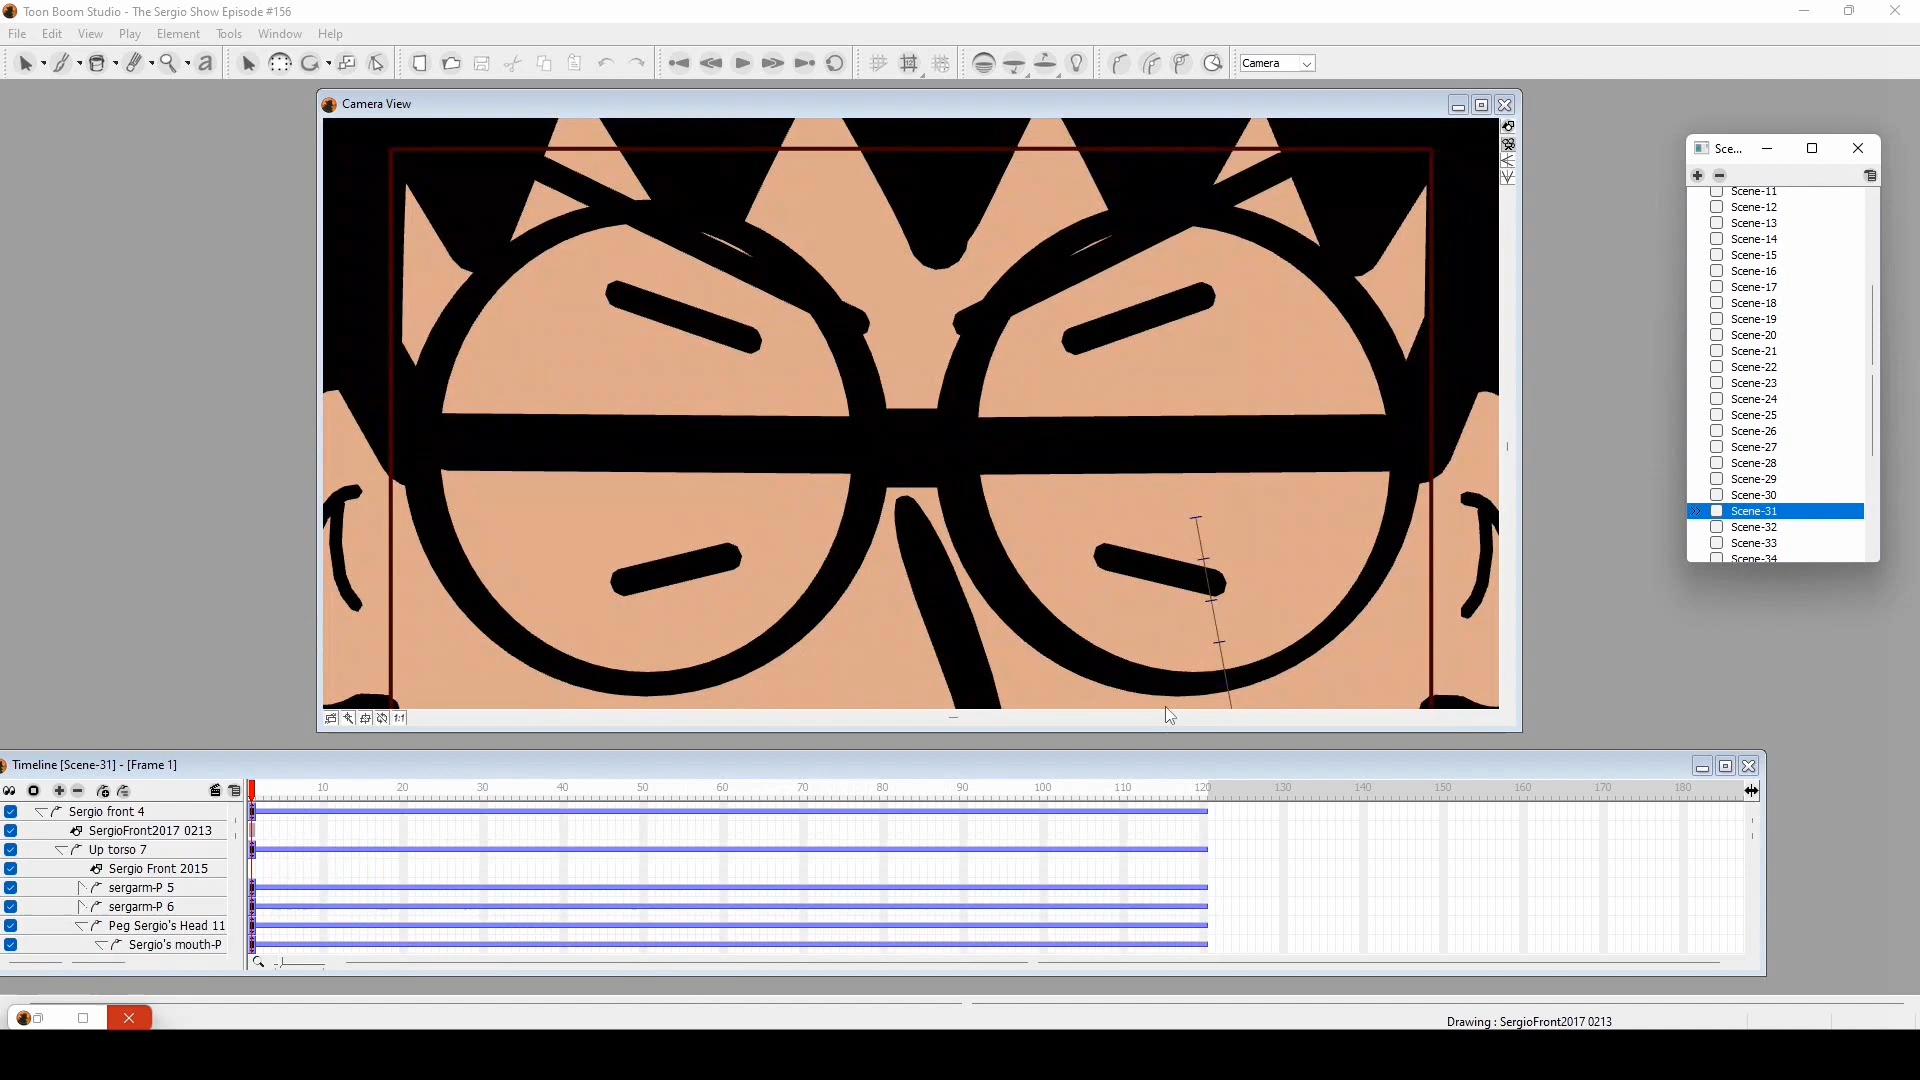 Toon Boom Studio - The Sergio Show Episode #156
File Edit View Play Element Tools Window Help
Camera
Camera View
Sce...
Scene-11
Scene-12
Scene-13
Scene-14
Scene-15
Scene-16
Scene-17
Scene-18
Scene-19
Scene-20
Scene-21
Scene-22
Scene-23
Scene-24
Scene-25
Scene-26
Scene-27
Scene-28
Scene-29
Scene-30
Scene-31
Scene-32
Scene-33
Scene-34
1:1
Timeline [Scene-31] - [Frame 1]
10 20 30 40 50 60 70 80 90 100 110 120 130 140 150 160 170 180
Sergio front 4
SergioFront2017 0213
Up torso 7
Sergio Front 2015
sergarm-P 5
sergarm-P 6
Peg Sergio's Head 11
Sergio's mouth-P
Drawing : SergioFront2017 0213